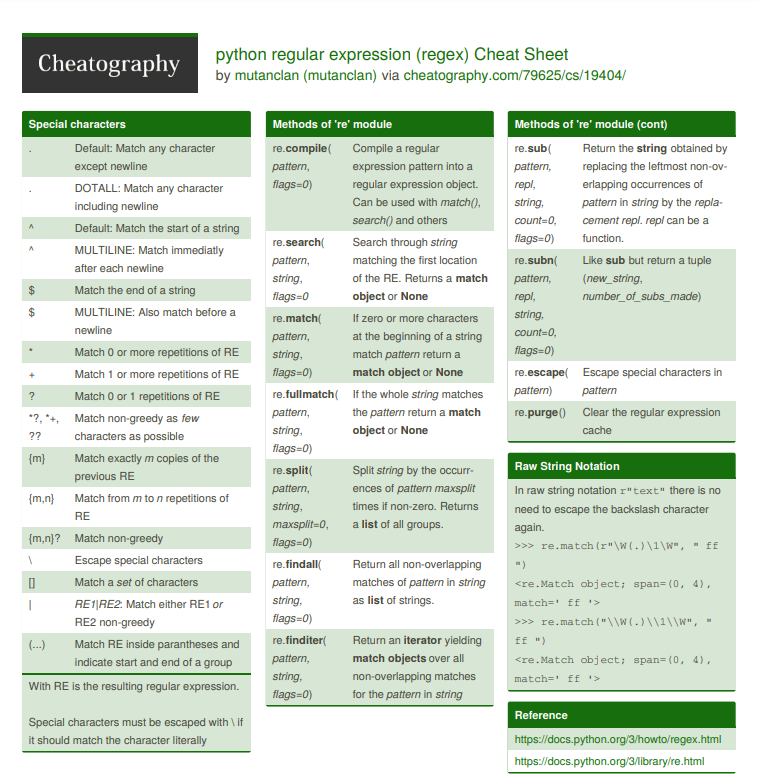 Cheatography
python regular expression (regex) Cheat Sheet
by mutanclan (mutanclan) via cheatography.com/79625/cs/19404/
Special characters
. Default: Match any character
except newline
. DOTALL: Match any character
including newline
^ Default: Match the start of a string
^ MULTILINE: Match immediatly
after each newline
$ Match the end of a string
$ MULTILINE: Also match before a
newline
* Match 0 or more repetitions of RE
+ Match 1 or more repetitions of RE
? Match 0 or 1 repetitions of RE
*?, *+, Match non-greedy as few
?? characters as possible
{m} Match exactly m copies of the
previous RE
{m,n} Match from m to n repetitions of
RE
{m,n}? Match non-greedy
\ Escape special characters
[] Match a set of characters
| RE1|RE2: Match either RE1 or
RE2 non-greedy
(...) Match RE inside parantheses and
indicate start and end of a group
With RE is the resulting regular expression.
Special characters must be escaped with \ if
it should match the character literally
Methods of 're' module
re.compile( Compile a regular
pattern, expression pattern into a
flags=0) regular expression object.
Can be used with match(),
search() and others
re.search( Search through string
pattern, matching the first location
string, of the RE. Returns a match
flags=0 object or None
re.match( If zero or more characters
pattern, at the beginning of a string
string, match pattern return a
flags=0) match object or None
re.fullmatch( If the whole string matches
pattern, the pattern return a match
string, object or None
flags=0)
re.split( Split string by the occurr-
pattern, ences of pattern maxsplit
string, times if non-zero. Returns
maxsplit=0, a list of all groups.
flags=0)
re.findall( Return all non-overlapping
pattern, matches of pattern in string
string, as list of strings.
flags=0)
re.finditer( Return an iterator yielding
pattern, match objects over all
string, non-overlapping matches
flags=0) for the pattern in string
Methods of 're' module (cont)
re.sub( Return the string obtained by
pattern, replacing the leftmost non-ov-
repl, erlapping occurrences of
string, pattern in string by the repla-
count=0, cement repl. repl can be a
flags=0) function.
re.subn( Like sub but return a tuple
pattern, (new_string,
repl, number_of_subs_made)
string,
count=0,
flags=0)
re.escape( Escape special characters in
pattern) pattern
re.purge() Clear the regular expression
cache
Raw String Notation
In raw string notation r"text" there is no
need to escape the backslash character
again.
>>> re.match(r"\W(.)\1\W", " ff
")
<re.Match object; span=(0, 4),
match=' ff '>
>>> re.match("\\W(.)\\1\\W", "
ff ")
<re.Match object; span=(0, 4),
match=' ff '>
Reference
https://docs.python.org/3/howto/regex.html
https://docs.python.org/3/library/re.html